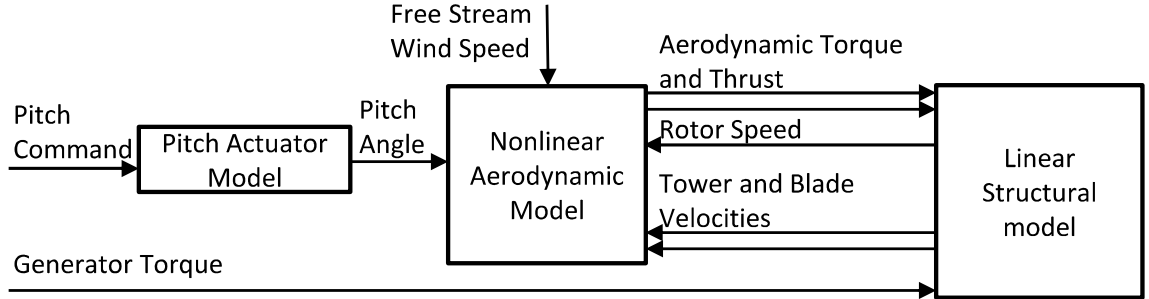 Free Stream
Wind Speed
Aerodynamic Torque
and Thrust
Pitch
Command
Pitch Actuator
Model
Pitch
Angle
Nonlinear
Aerodynamic
Model
Rotor Speed
Tower and Blade
Velocities
Linear
Structural
model
Generator Torque